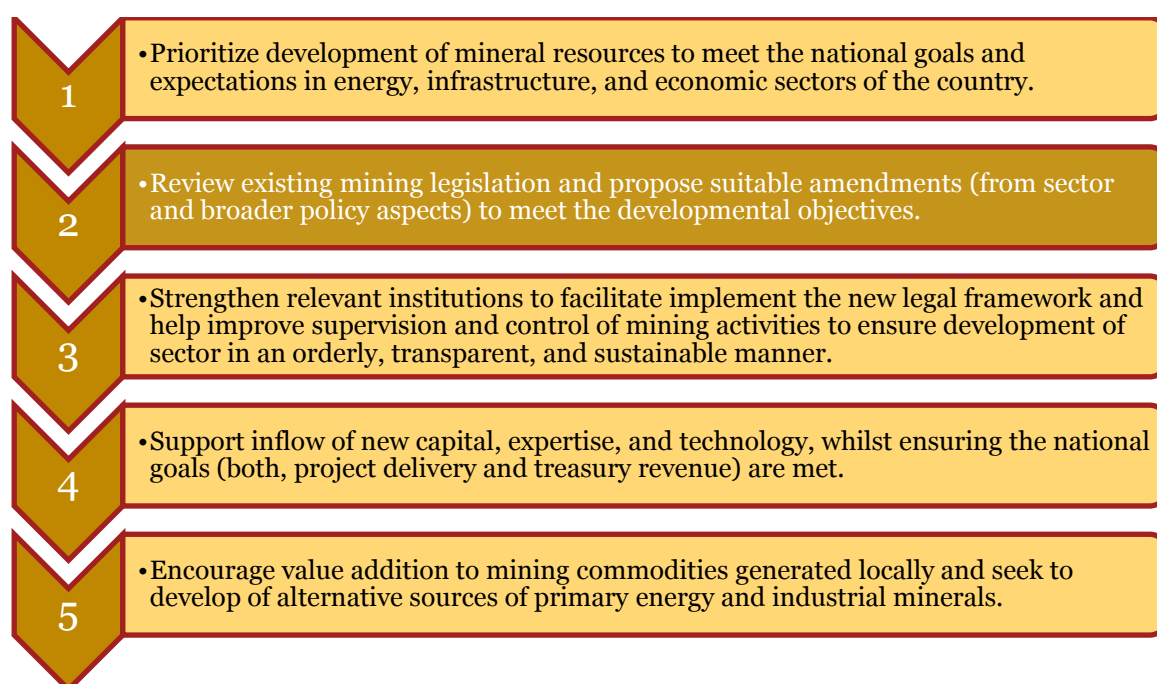 1
•Prioritize development of mineral resources to meet the national goals and
expectations in energy, infrastructure, and economic sectors of the country.
2
•Review existing mining legislation and propose suitable amendments (from sector
and broader policy aspects) to meet the developmental objectives.
3
•Strengthen relevant institutions to facilitate implement the new legal framework and
help improve supervision and control of mining activities to ensure development of
sector in an orderly, transparent, and sustainable manner.
4
•Support inflow of new capital, expertise, and technology, whilst ensuring the national
goals (both, project delivery and treasury revenue) are met.
5
•Encourage value addition to mining commodities generated locally and seek to
develop of alternative sources of primary energy and industrial minerals.